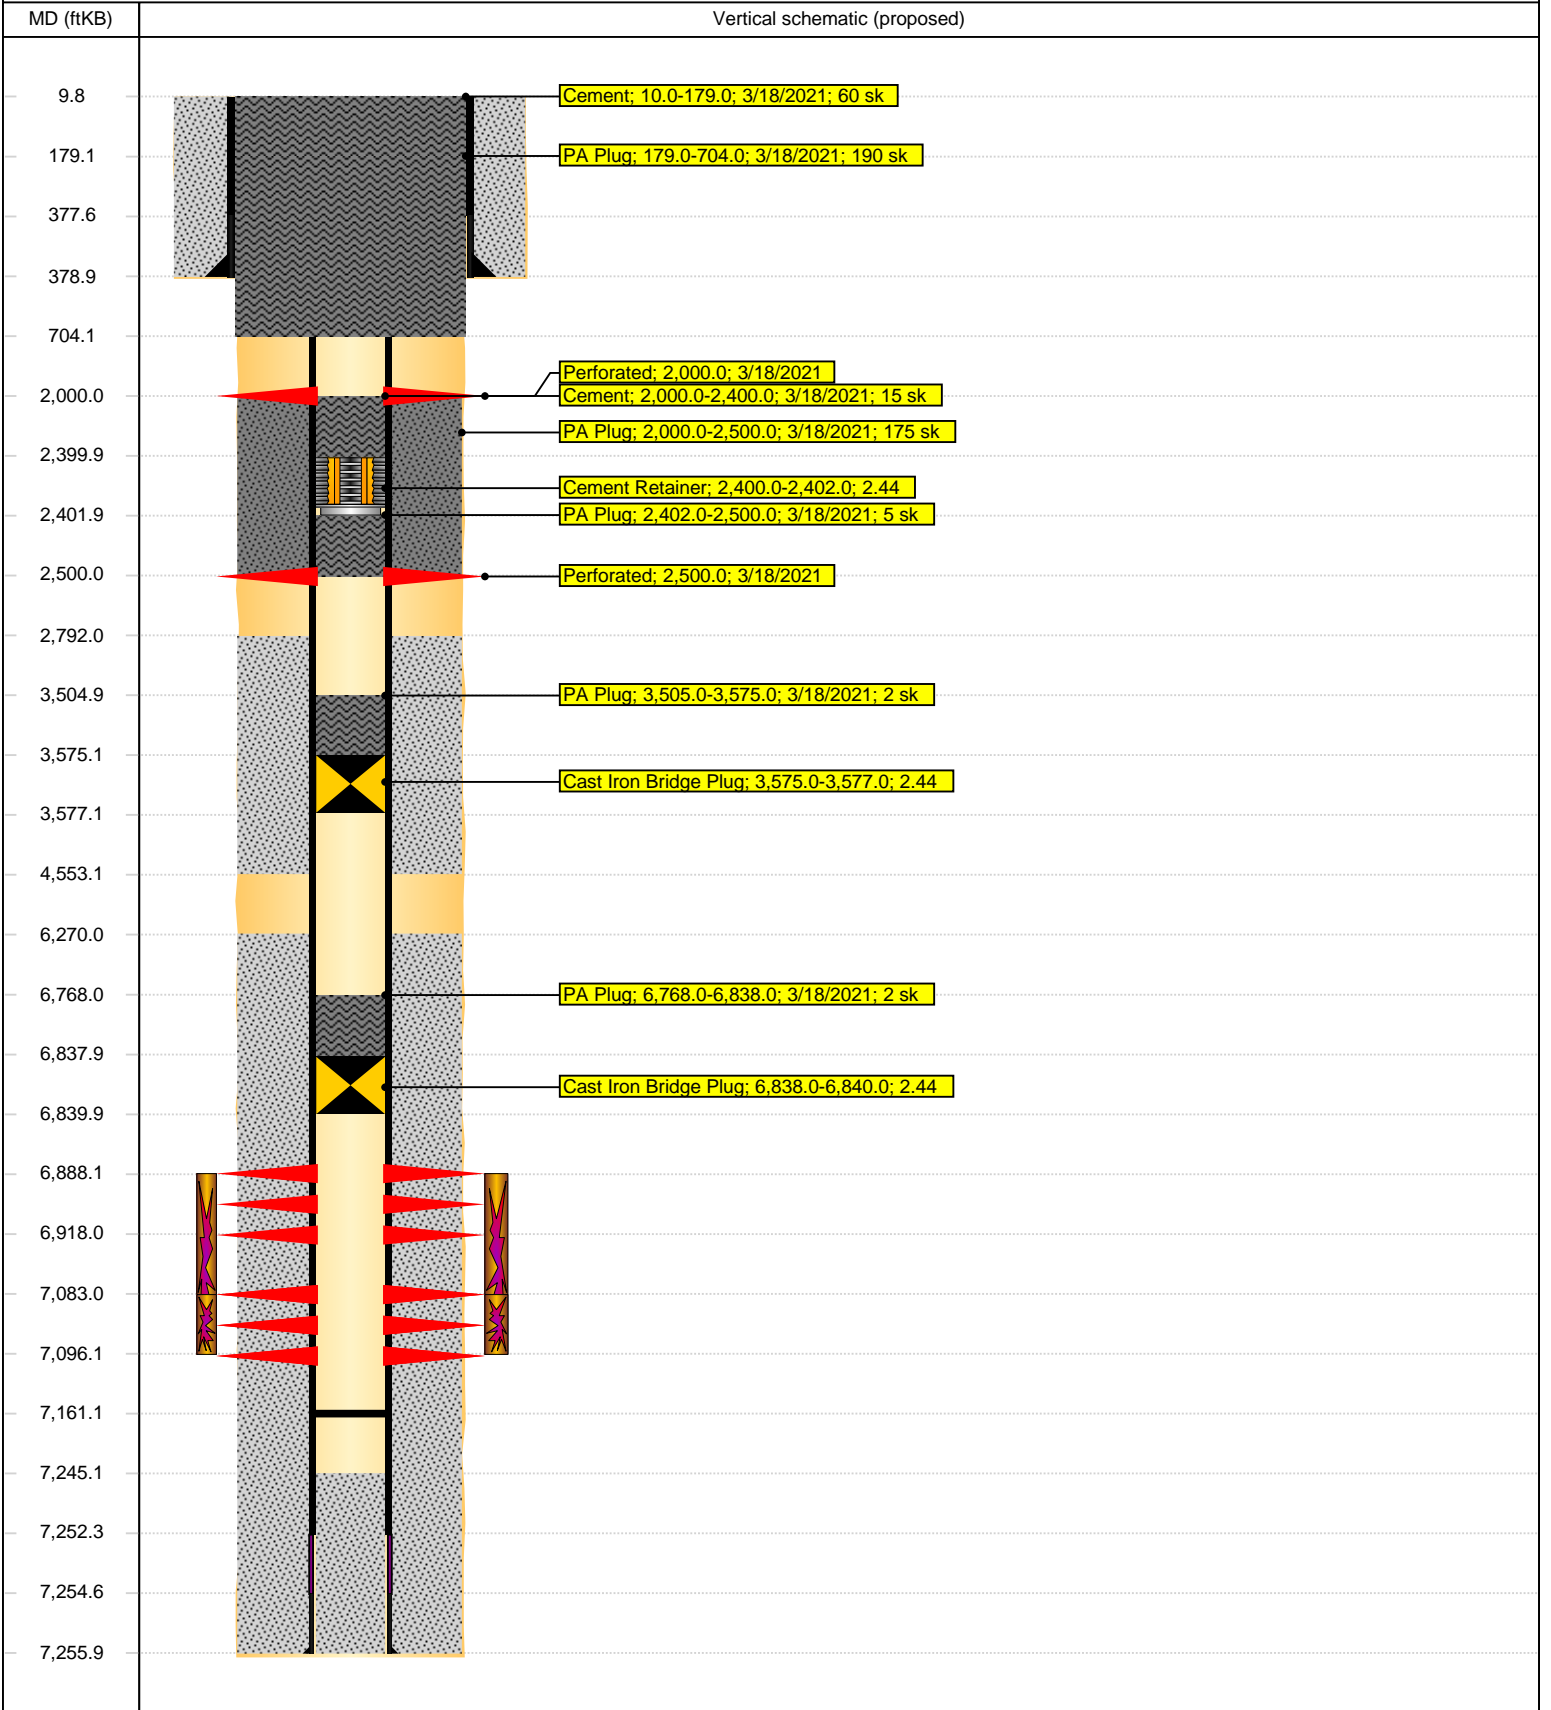 MD (ftKB)
Vertical schematic (proposed)
9.8
Cement; 10.0-179.0; 3/18/2021; 60 sk
179.1
PA Plug; 179.0-704.0; 3/18/2021; 190 sk
377.6
378.9
704.1
Perforated; 2,000.0; 3/18/2021
2,000.0
Cement; 2,000.0-2,400.0; 3/18/2021; 15 sk
PA Plug; 2,000.0-2,500.0; 3/18/2021; 175 sk
2,399.9
Cement Retainer; 2,400.0-2,402.0; 2.44
2,401.9
PA Plug; 2,402.0-2,500.0; 3/18/2021; 5 sk
2,500.0
Perforated; 2,500.0; 3/18/2021
2,792.0
3,504.9
PA Plug; 3,505.0-3,575.0; 3/18/2021; 2 sk
3,575.1
Cast Iron Bridge Plug; 3,575.0-3,577.0; 2.44
3,577.1
4,553.1
6,270.0
6,768.0
PA Plug; 6,768.0-6,838.0; 3/18/2021; 2 sk
6,837.9
Cast Iron Bridge Plug; 6,838.0-6,840.0; 2.44
6,839.9
6,888.1
6,918.0
7,083.0
7,096.1
7,161.1
7,245.1
7,252.3
7,254.6
7,255.9